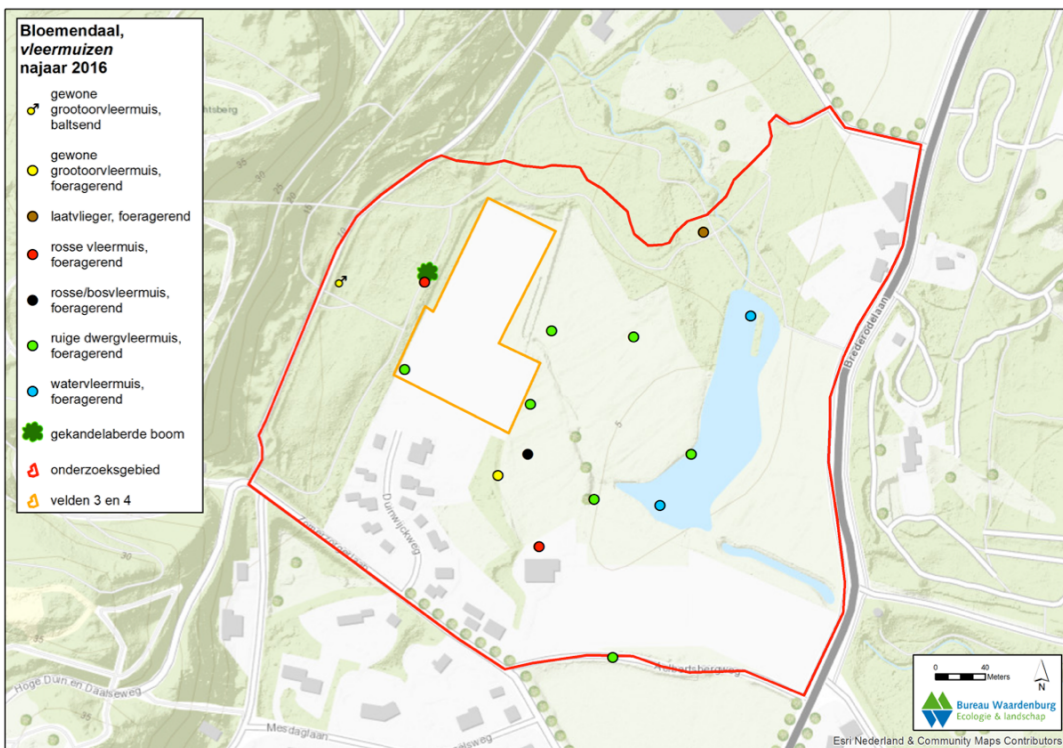 Bloemendaal,
vleermuizen
najaar 2016
gewone
grootoorvleermuis,
baltsend
gewone
grootoorvleermuis,
foeragerend
laatvlieger, foeragerend
rosse vleermuis,
foeragerend
rosse/bosvleermuis,
foeragerend
ruige dwergvleermuis,
foeragerend
watervleermuis,
foeragerend
gekandelaberde boom
onderzoeksgebied
velden 3 en 4
Brederodelaan
Duinwijckweg
Hoge Duin en Daalseweg
Mesdaglaan
0 40
Meters
N
Bureau Waardenburg
Ecologie & landschap
Esri Nederland & Community Maps Contributors